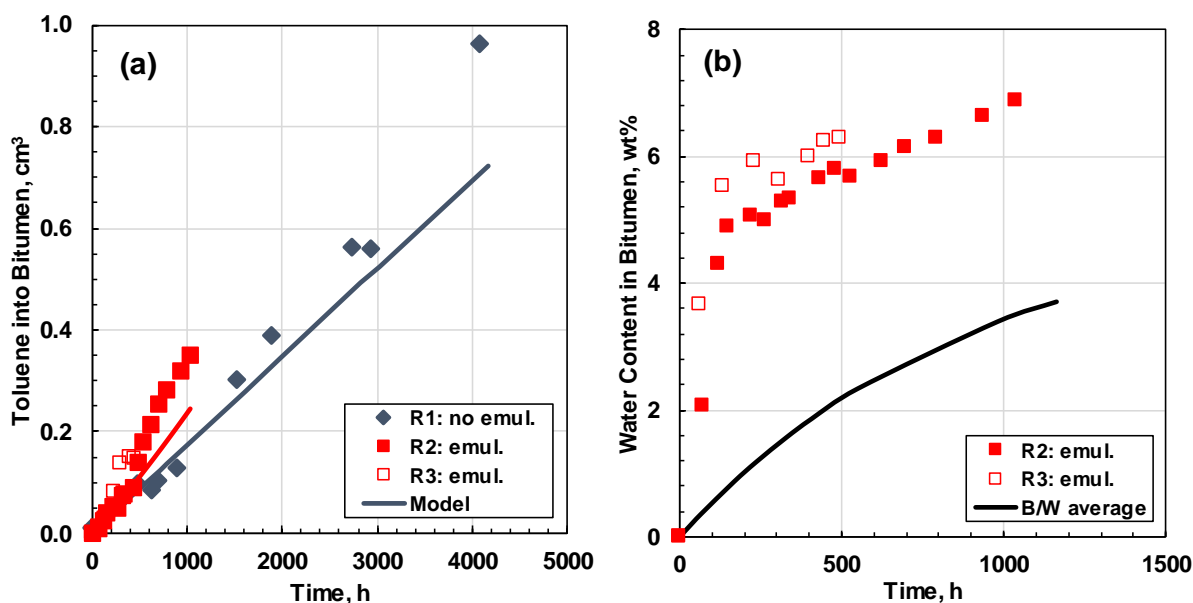 (a)
Toluene into Bitumen, cm³
1.0
0.8
0.6
0.4
0.2
0.0
R1: no emul.
R2: emul.
R3: emul.
Model
0 1000 2000 3000 4000 5000
Time, h
(b)
Water Content in Bitumen, wt%
8
6
4
2
0
R2: emul.
R3: emul.
B/W average
0 500 1000 1500
Time, h